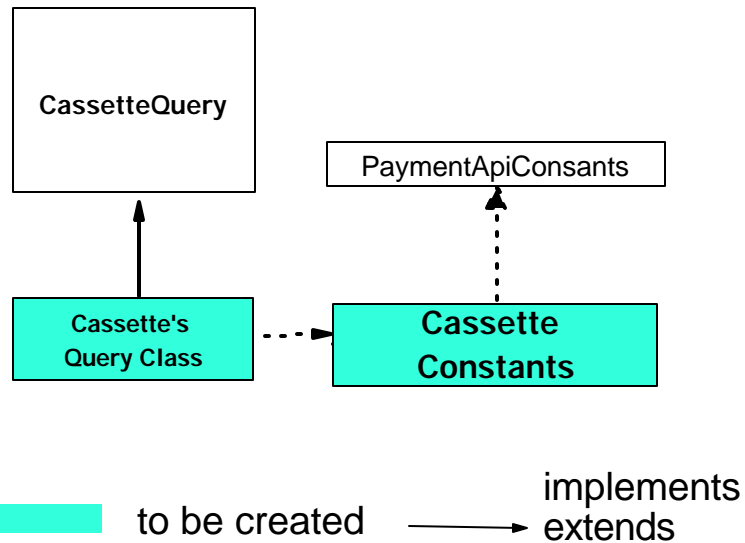 CassetteQuery
PaymentApiConsants
Cassette's
Query Class
Cassette
Constants
to be created
implements
extends